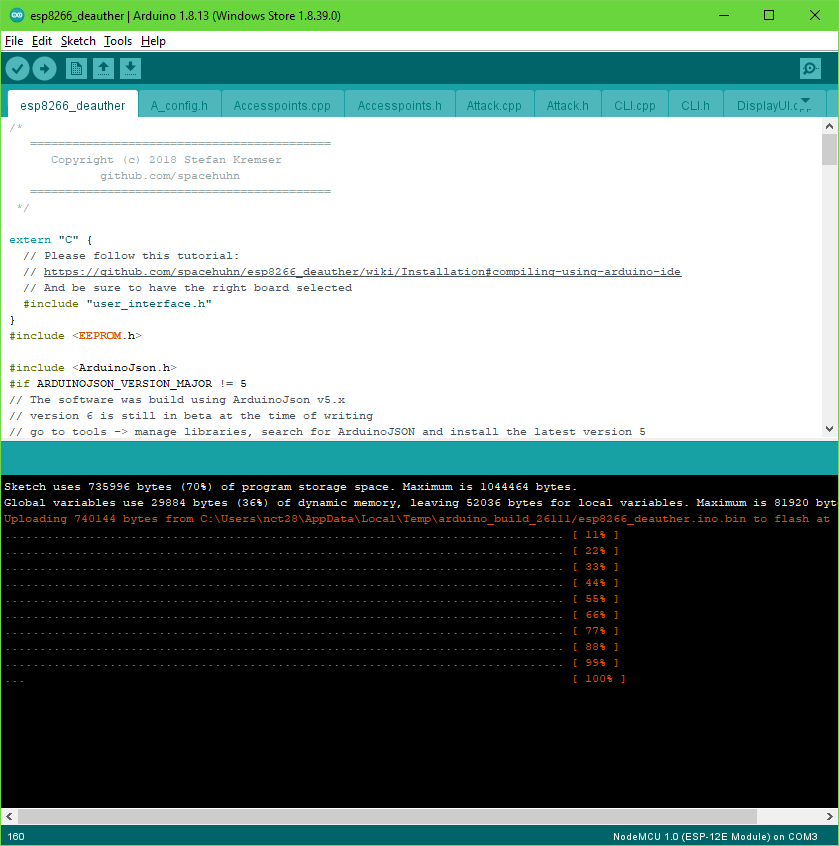 esp8266_deauther | Arduino 1.8.13 (Windows Store 1.8.39.0)
File Edit Sketch Tools Help
esp8266_deauther A_config.h Accesspoints.cpp Accesspoints.h Attack.cpp Attack.h CLI.cpp CLI.h DisplayUI.cpp
/*
===========================================
Copyright (c) 2018 Stefan Kremser
github.com/spacehuhn
===========================================
*/
extern "C" {
// Please follow this tutorial:
// https://github.com/spacehuhn/esp8266_deauther/wiki/Installation#compiling-using-arduino-ide
// And be sure to have the right board selected
#include "user_interface.h"
}
#include <EEPROM.h>
#include <ArduinoJson.h>
#if ARDUINOJSON_VERSION_MAJOR != 5
// The software was build using ArduinoJson v5.x
// version 6 is still in beta at the time of writing
// go to tools -> manage libraries, search for ArduinoJSON and install the latest version 5
Sketch uses 735996 bytes (70%) of program storage space. Maximum is 1044464 bytes.
Global variables use 29884 bytes (36%) of dynamic memory, leaving 52036 bytes for local variables. Maximum is 81920 byt
Uploading 740144 bytes from C:\Users\nct28\AppData\Local\Temp\arduino_build_26111/esp8266_deauther.ino.bin to flash at
................................................................................ [ 11% ]
................................................................................ [ 22% ]
................................................................................ [ 33% ]
................................................................................ [ 44% ]
................................................................................ [ 55% ]
................................................................................ [ 66% ]
................................................................................ [ 77% ]
................................................................................ [ 88% ]
................................................................................ [ 99% ]
... [ 100% ]
160 NodeMCU 1.0 (ESP-12E Module) on COM3